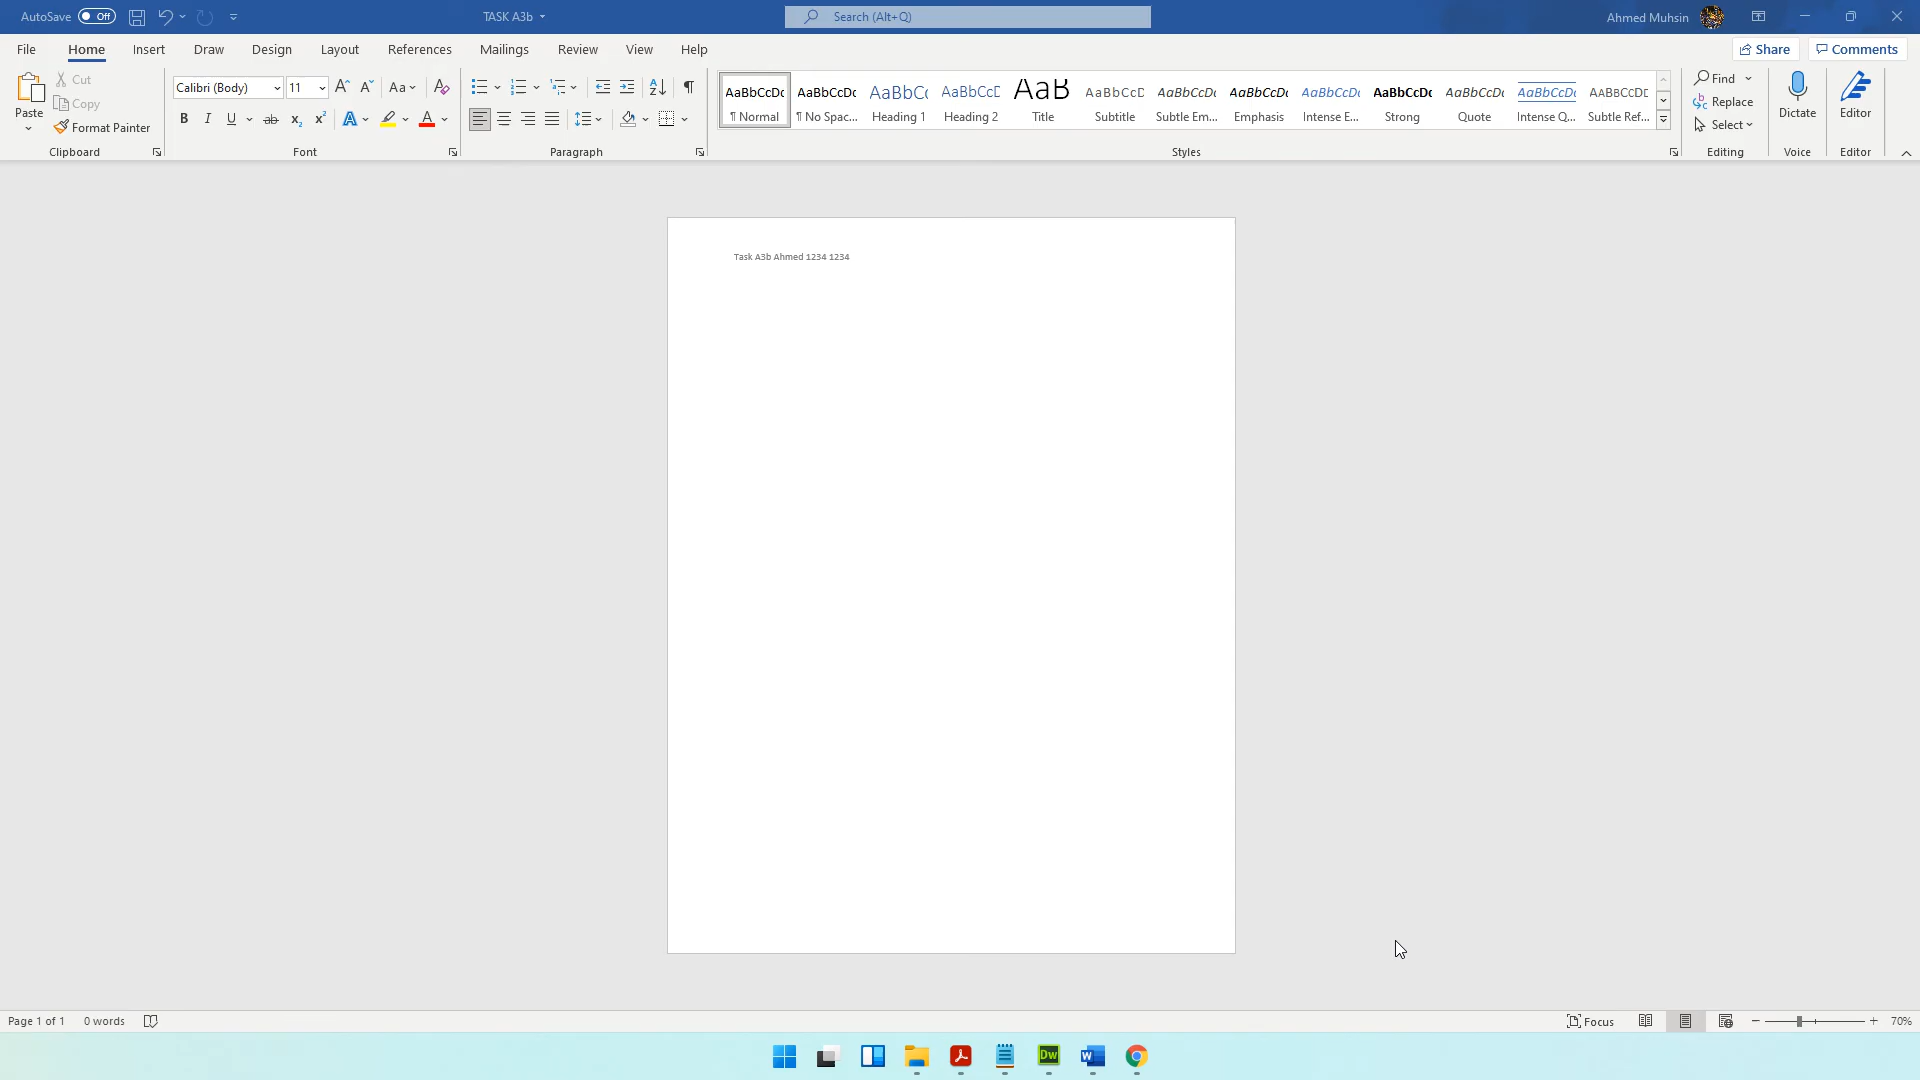 AutoSave Off TASK A3b Search (Alt+Q) Ahmed Muhsin
File Home Insert Draw Design Layout References Mailings Review View Help Share Comments
Paste
Cut
Copy
Format Painter
Clipboard
Calibri (Body) 11
Font
Paragraph
AaBbCcDc AaBbCcDc AaBbC AaBbCcD AaB AaBbCcD AaBbCcDc AaBbCcDc AaBbCcDc AaBbCcDc AaBbCcDc AaBbCcDc AaBbCcDc
¶ Normal ¶ No Spac... Heading 1 Heading 2 Title Subtitle Subtle Em... Emphasis Intense E... Strong Quote Intense Q... Subtle Ref...
Styles
Find
Replace
Select
Editing
Dictate
Voice
Editor
Editor
Task A3b Ahmed 1234 1234
Page 1 of 1 0 words Focus 70%